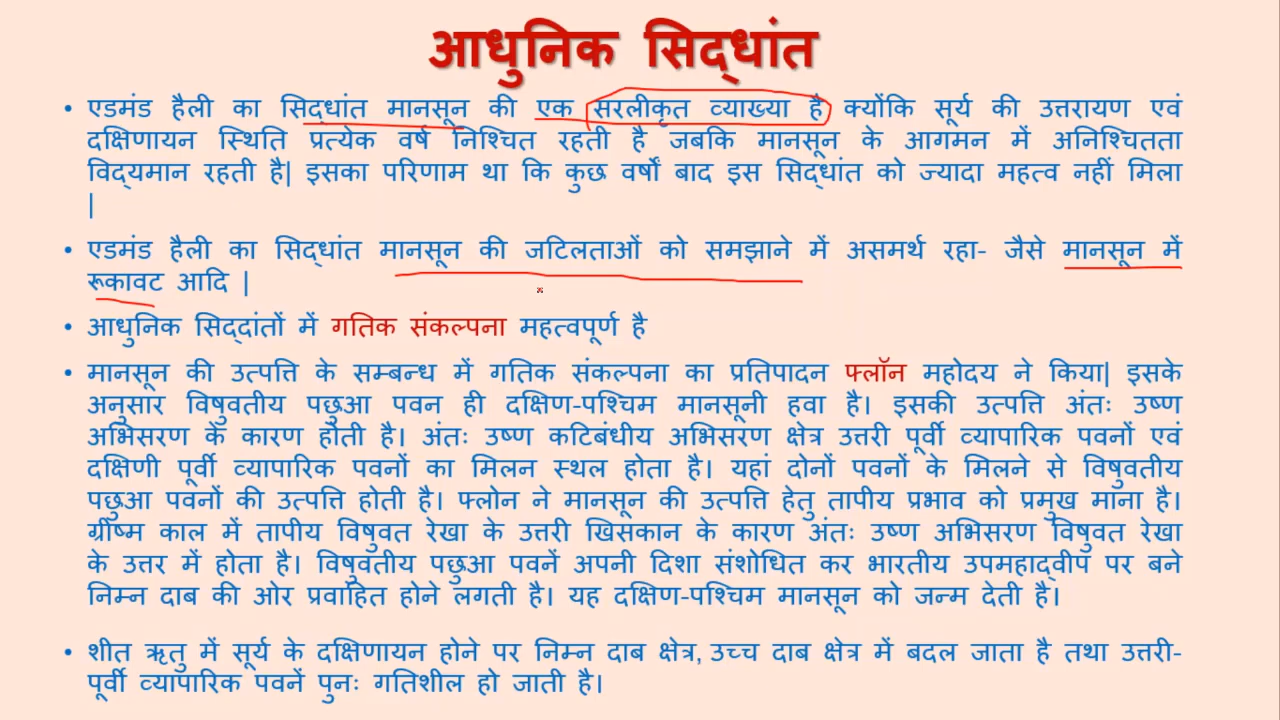 आधुनिक सिद्धांत
• एडमंड हैली का सिद्धांत मानसून की एक सरलीकृत व्याख्या है क्योंकि सूर्य की उत्तरायण एवं
दक्षिणायन स्थिति प्रत्येक वर्ष निश्चित रहती है जबकि मानसून के आगमन में अनिश्चितता
विद्यमान रहती है| इसका परिणाम था कि कुछ वर्षों बाद इस सिद्धांत को ज्यादा महत्व नहीं मिला
|
• एडमंड हैली का सिद्धांत मानसून की जटिलताओं को समझाने में असमर्थ रहा- जैसे मानसून में
रूकावट आदि |
• आधुनिक सिद्दांतों में गतिक संकल्पना महत्वपूर्ण है
• मानसून की उत्पत्ति के सम्बन्ध में गतिक संकल्पना का प्रतिपादन फ्लॉन महोदय ने किया| इसके
अनुसार विषुवतीय पछुआ पवन ही दक्षिण-पश्चिम मानसूनी हवा है। इसकी उत्पत्ति अंतः उष्ण
अभिसरण के कारण होती है। अंतः उष्ण कटिबंधीय अभिसरण क्षेत्र उत्तरी पूर्वी व्यापारिक पवनों एवं
दक्षिणी पूर्वी व्यापारिक पवनों का मिलन स्थल होता है। यहां दोनों पवनों के मिलने से विषुवतीय
पछुआ पवनों की उत्पत्ति होती है। फ्लोन ने मानसून की उत्पत्ति हेतु तापीय प्रभाव को प्रमुख माना है।
ग्रीष्म काल में तापीय विषुवत रेखा के उत्तरी खिसकान के कारण अंतः उष्ण अभिसरण विषुवत रेखा
के उत्तर में होता है। विषुवतीय पछुआ पवनें अपनी दिशा संशोधित कर भारतीय उपमहाद्वीप पर बने
निम्न दाब की ओर प्रवाहित होने लगती है। यह दक्षिण-पश्चिम मानसून को जन्म देती है।
• शीत ऋतु में सूर्य के दक्षिणायन होने पर निम्न दाब क्षेत्र, उच्च दाब क्षेत्र में बदल जाता है तथा उत्तरी-
पूर्वी व्यापारिक पवनें पुनः गतिशील हो जाती है।